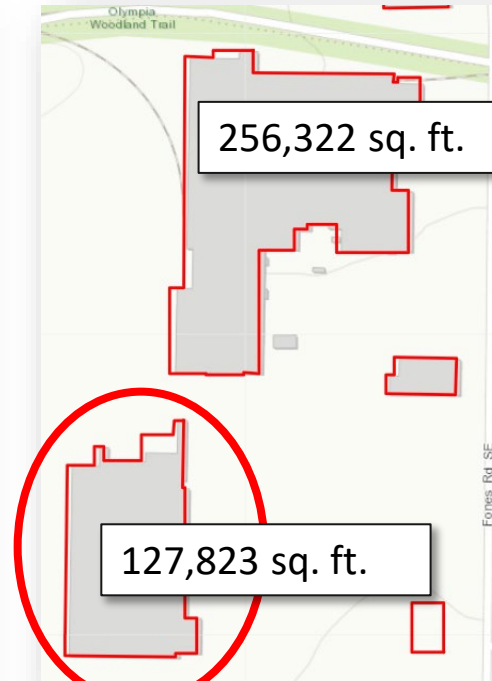 Olympia
Woodland Trail
256,322 sq. ft.
Fones Rd SE
127,823 sq. ft.